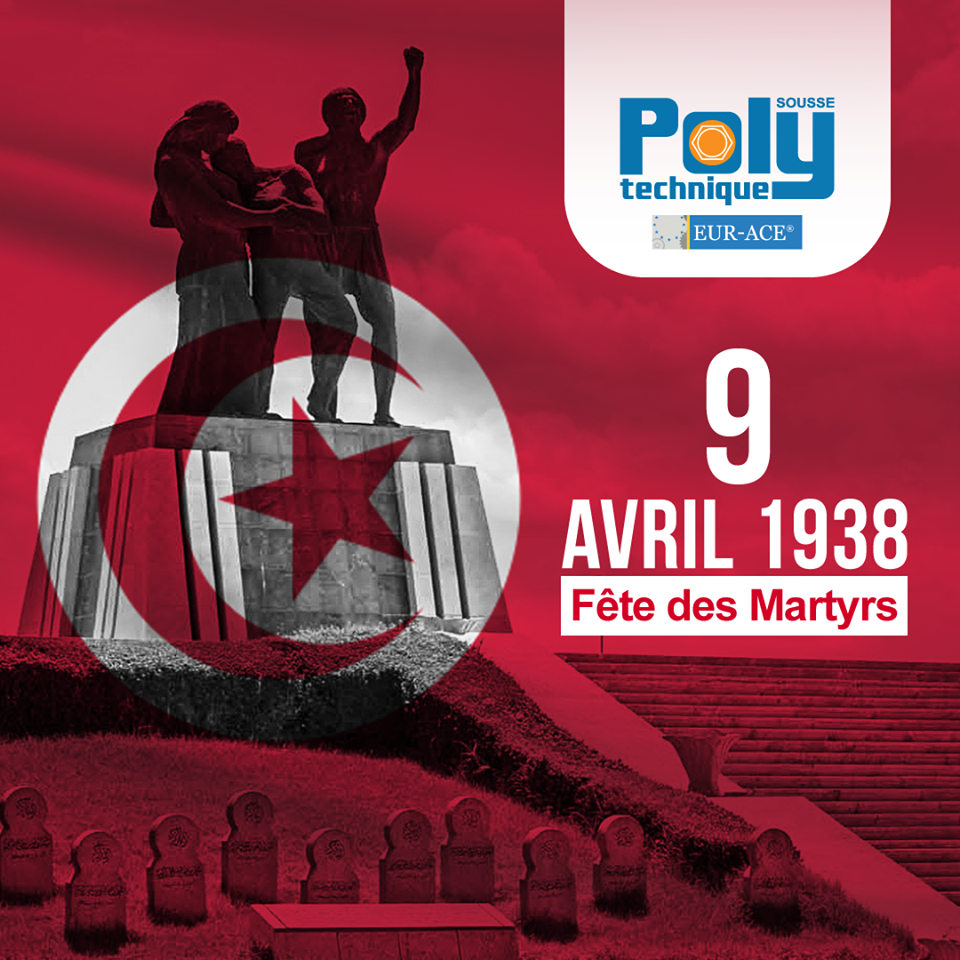 SOUSSE
Poly
technique
EUR-ACE®
9
AVRIL 1938
Fête des Martyrs